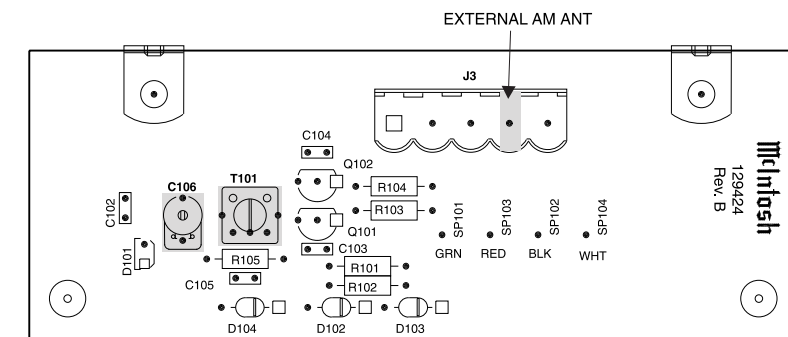 EXTERNAL AM ANT
J3
C104
Q102
C106
T101
R104
R103
C102
D101
Q101
C103
R105
R101
C105
R102
D104
D102
D103
SP101
SP103
SP102
SP104
GRN
RED
BLK
WHT
McIntosh
129424
Rev. B